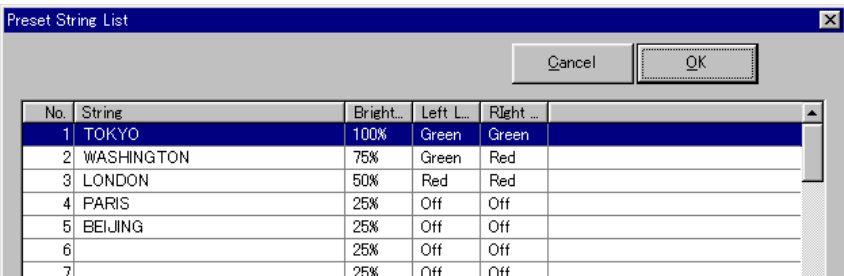 Preset String List
Cancel OK
No. String Bright... Left L... RIght ...
1 TOKYO 100% Green Green
2 WASHINGTON 75% Green Red
3 LONDON 50% Red Red
4 PARIS 25% Off Off
5 BEIJING 25% Off Off
6 25% Off Off
7 25% Off Off